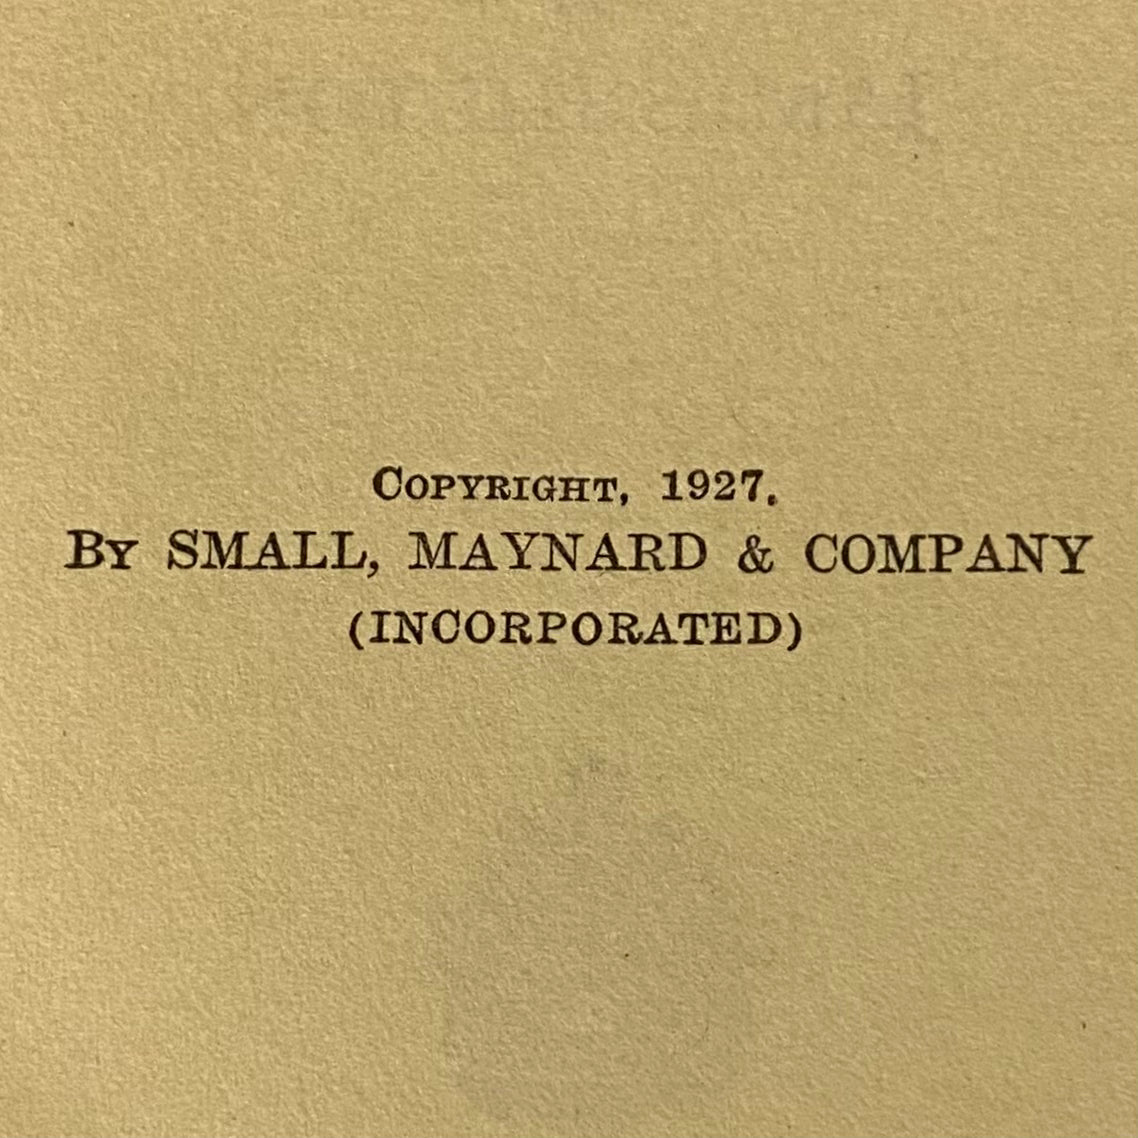 COPYRIGHT, 1927.
BY SMALL, MAYNARD & COMPANY
(INCORPORATED)